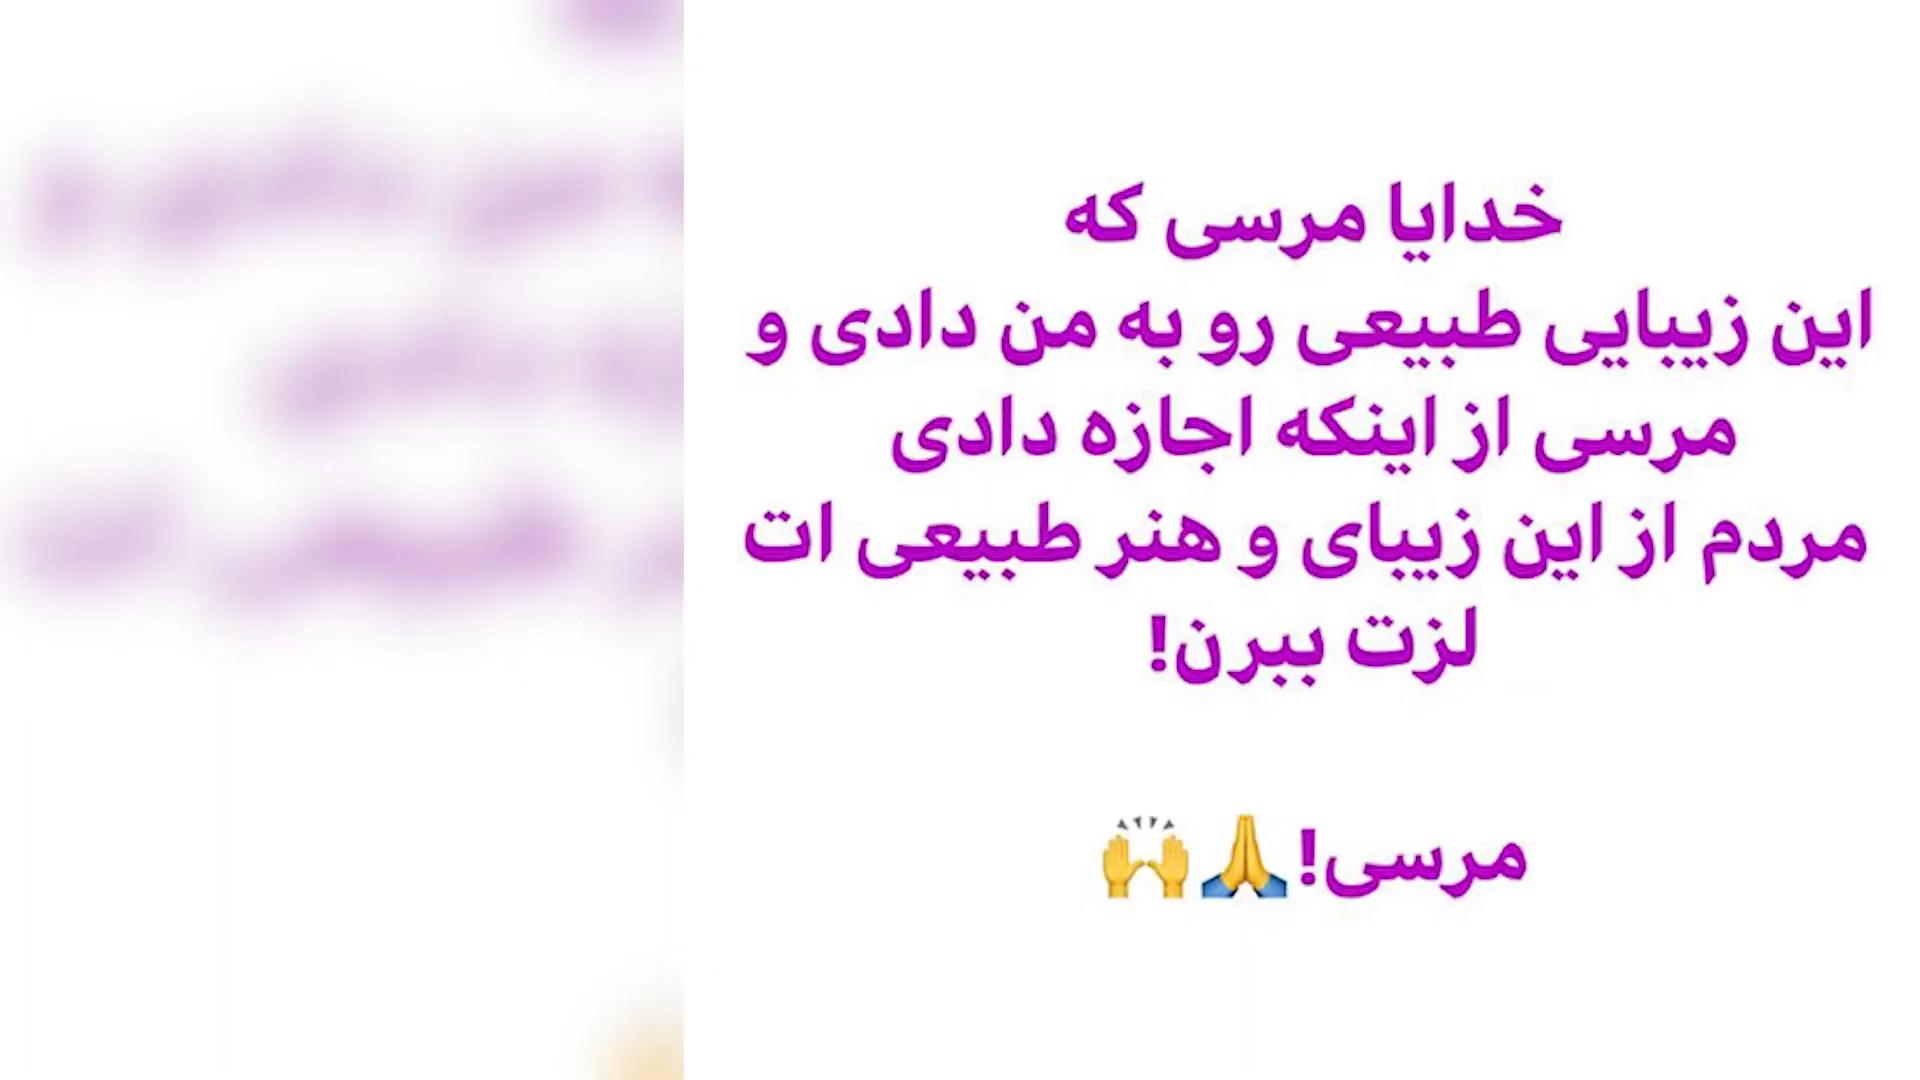 خدایا مرسی که
این زیبایی طبیعی رو به من دادی و
مرسی از اینکه اجازه دادی
مردم از این زیبای و هنر طبیعی ات
لزت ببرن!
مرسی!🙏🙌